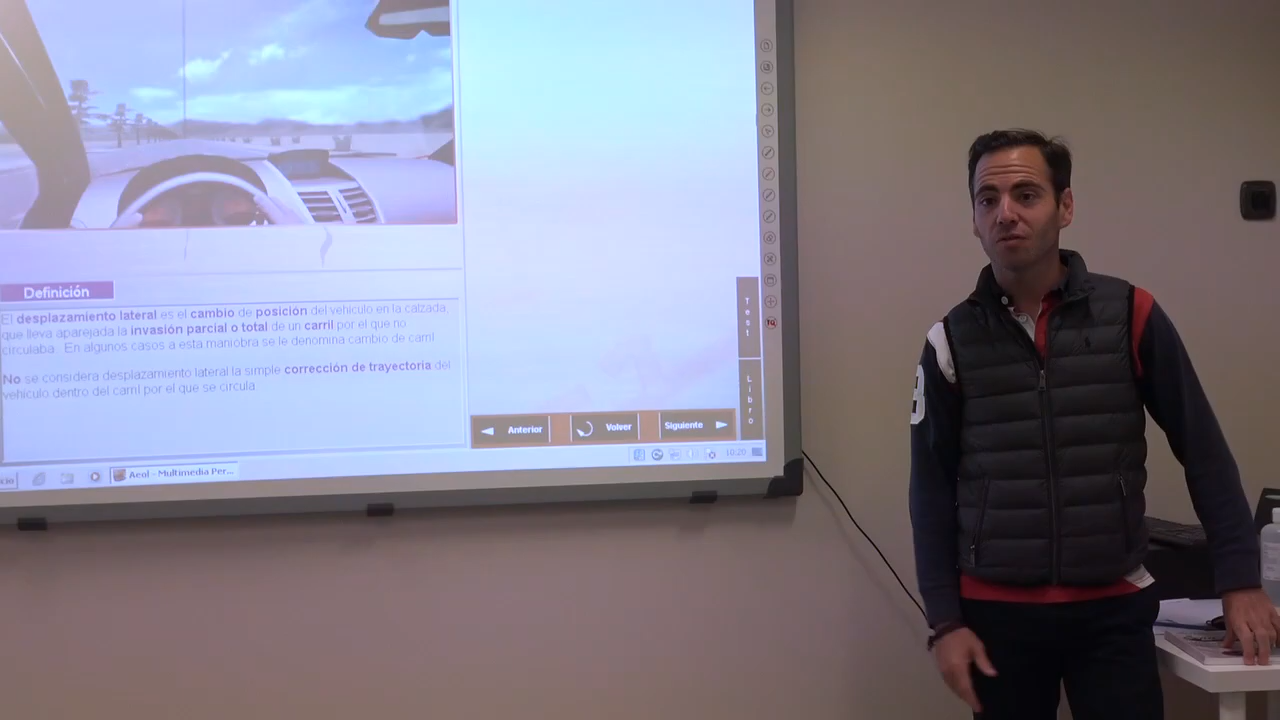 Definición
El desplazamiento lateral es el cambio de posición del vehículo en la calzada,
que lleva aparejada la invasión parcial o total de un carril por el que no
circulaba. En algunos casos a esta maniobra se le denomina cambio de carril
No se considera desplazamiento lateral la simple corrección de trayectoria del
vehículo dentro del carril por el que se circula
Test
Libro
Anterior
Volver
Siguiente
Aeol - Multimedia Per...
10:20